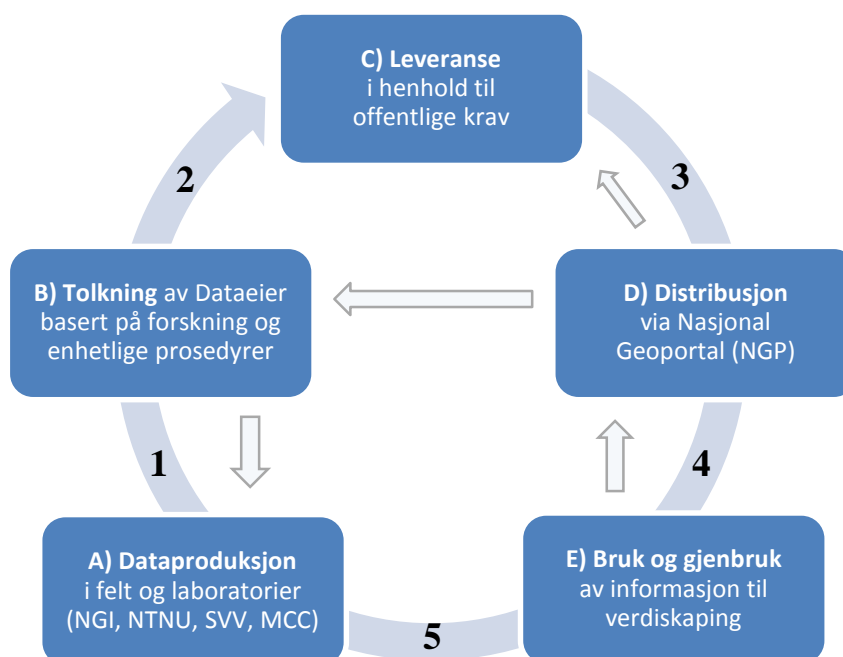 C) Leveranse
i henhold til
offentlige krav
2
3
B) Tolkning av Dataeier
basert på forskning og
enhetlige prosedyrer
D) Distribusjon
via Nasjonal
Geoportal (NGP)
1
4
A) Dataproduksjon
i felt og laboratorier
(NGI, NTNU, SVV, MCC)
E) Bruk og gjenbruk
av informasjon til
verdiskaping
5